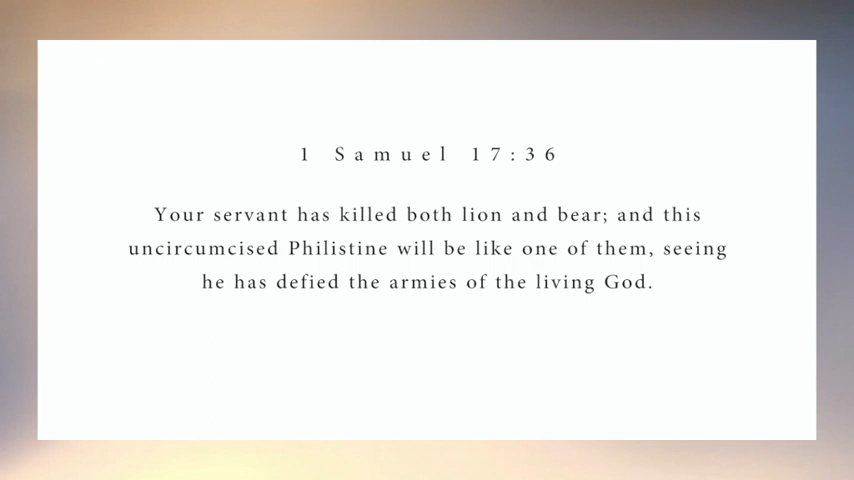 1 Samuel 17:36
Your servant has killed both lion and bear; and this
uncircumcised Philistine will be like one of them, seeing
he has defied the armies of the living God.